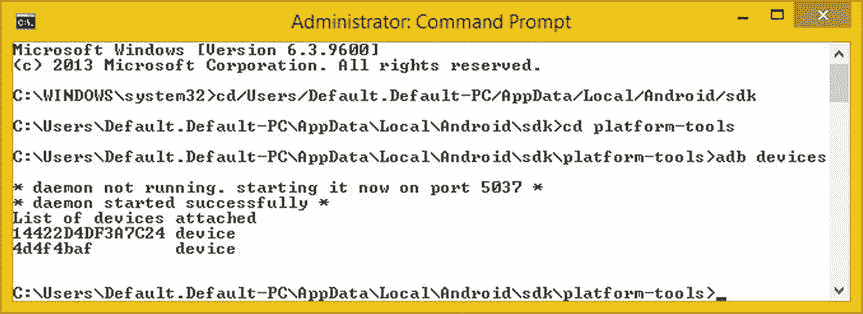 Administrator: Command Prompt
Microsoft Windows [Version 6.3.9600]
(c) 2013 Microsoft Corporation. All rights reserved.
C:\WINDOWS\system32>cd/Users/Default.Default-PC/AppData/Local/Android/sdk
C:\Users\Default.Default-PC\AppData\Local\Android\sdk>cd platform-tools
C:\Users\Default.Default-PC\AppData\Local\Android\sdk\platform-tools>adb devices
* daemon not running. starting it now on port 5037 *
* daemon started successfully *
List of devices attached
14422D4DF3A7C24 device
4d4f4baf device
C:\Users\Default.Default-PC\AppData\Local\Android\sdk\platform-tools>_